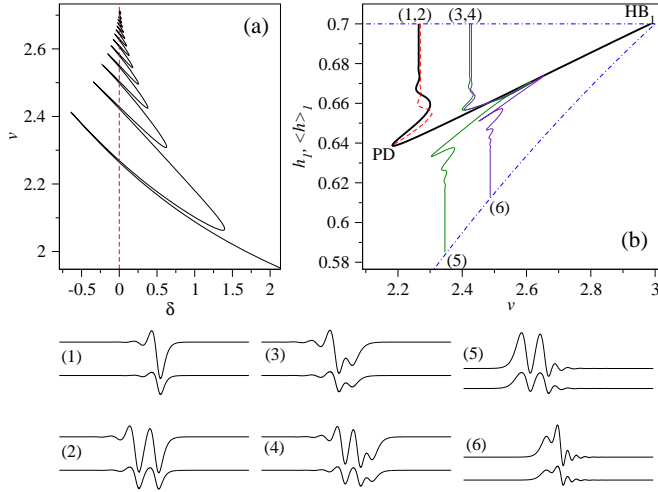 (a)
2.6
2.4
2.2
2
v
-0.5 0 0.5 1 1.5 2
δ
(1,2) (3,4) HB1
0.7
0.68
0.66
0.64
0.62
0.6
0.58
h1, <h>1
PD
(6)
(5)
(b)
2.2 2.4 2.6 2.8 3
v
(1) (3) (5)
(2) (4) (6)